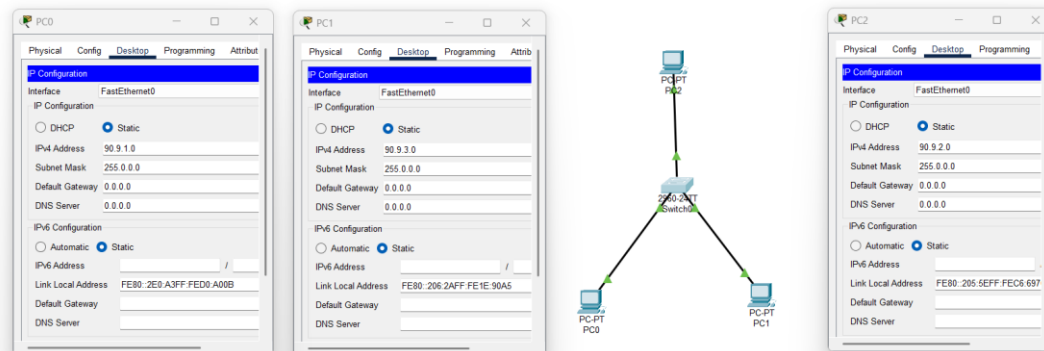 PC0
Physical Config Desktop Programming Attribut
IP Configuration
Interface FastEthernet0
IP Configuration
DHCP Static
IPv4 Address 90.9.1.0
Subnet Mask 255.0.0.0
Default Gateway 0.0.0.0
DNS Server 0.0.0.0
IPv6 Configuration
Automatic Static
IPv6 Address /
Link Local Address FE80::2E0:A3FF:FED0:A00B
Default Gateway
DNS Server
PC1
Physical Config Desktop Programming Attrib
IP Configuration
Interface FastEthernet0
IP Configuration
DHCP Static
IPv4 Address 90.9.3.0
Subnet Mask 255.0.0.0
Default Gateway 0.0.0.0
DNS Server 0.0.0.0
IPv6 Configuration
Automatic Static
IPv6 Address /
Link Local Address FE80::206:2AFF:FE1E:90A5
Default Gateway
DNS Server
PC-PT
PC2
2960-24TT
Switch0
PC-PT
PC0
PC-PT
PC1
PC2
Physical Config Desktop Programming
IP Configuration
Interface FastEthernet0
IP Configuration
DHCP Static
IPv4 Address 90.9.2.0
Subnet Mask 255.0.0.0
Default Gateway 0.0.0.0
DNS Server 0.0.0.0
IPv6 Configuration
Automatic Static
IPv6 Address
Link Local Address FE80::205:5EFF:FEC6:697
Default Gateway
DNS Server